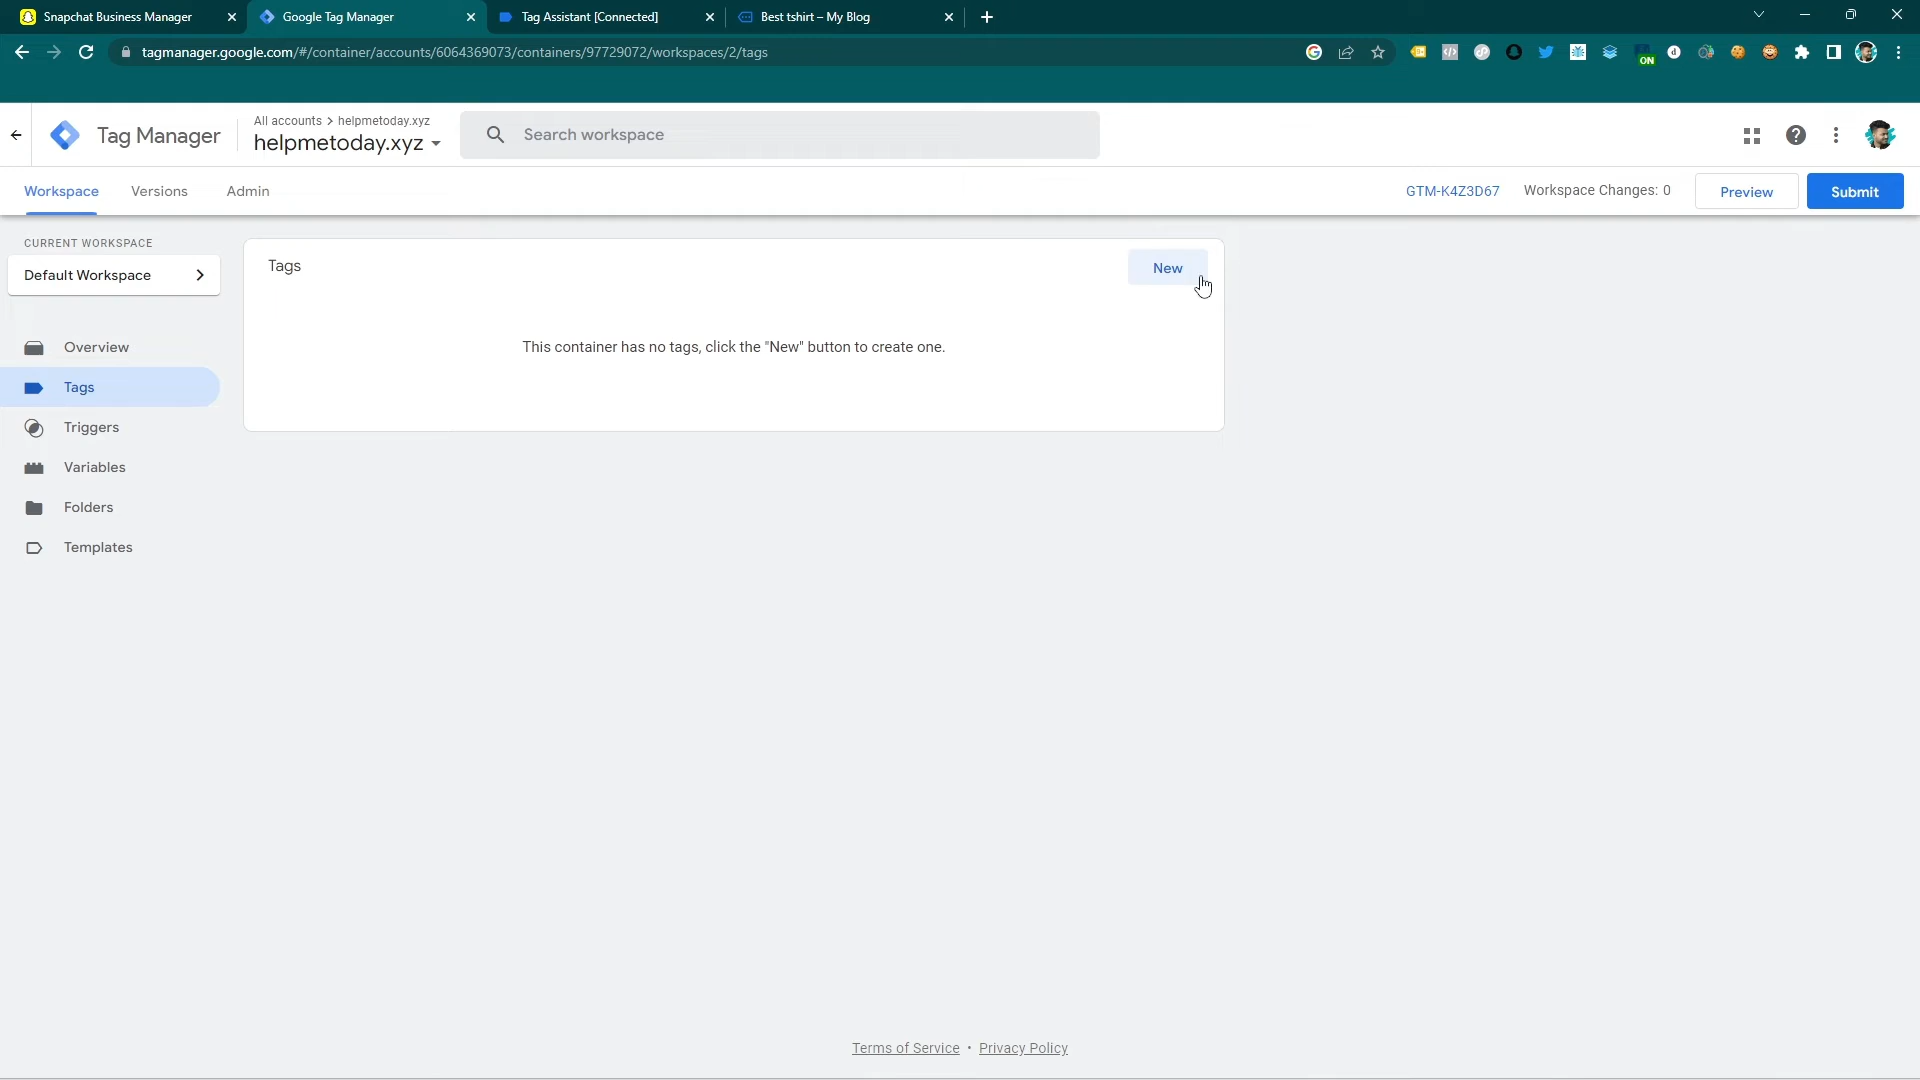 Snapchat Business Manager
Google Tag Manager
Tag Assistant [Connected]
Best tshirt – My Blog
tagmanager.google.com/#/container/accounts/6064369073/containers/97729072/workspaces/2/tags
ON
Tag Manager
All accounts > helpmetoday.xyz
helpmetoday.xyz
Search workspace
Workspace
Versions
Admin
GTM-K4Z3D67
Workspace Changes: 0
Preview
Submit
CURRENT WORKSPACE
Default Workspace
Tags
New
This container has no tags, click the "New" button to create one.
Overview
Tags
Triggers
Variables
Folders
Templates
Terms of Service • Privacy Policy